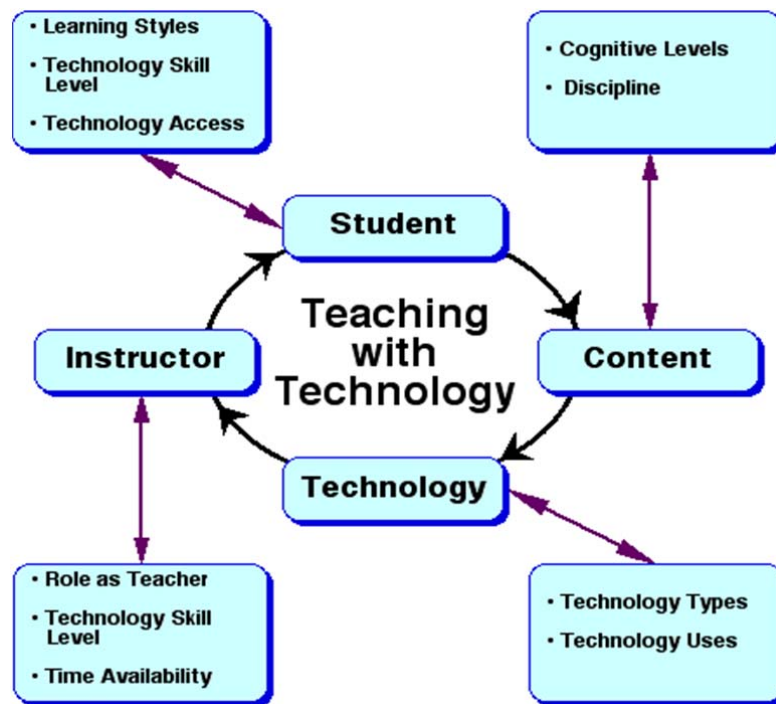 • Learning Styles
• Technology Skill
Level
• Technology Access
• Cognitive Levels
• Discipline
Student
Instructor
Teaching
with
Technology
Content
Technology
• Role as Teacher
• Technology Skill
Level
• Time Availability
• Technology Types
• Technology Uses